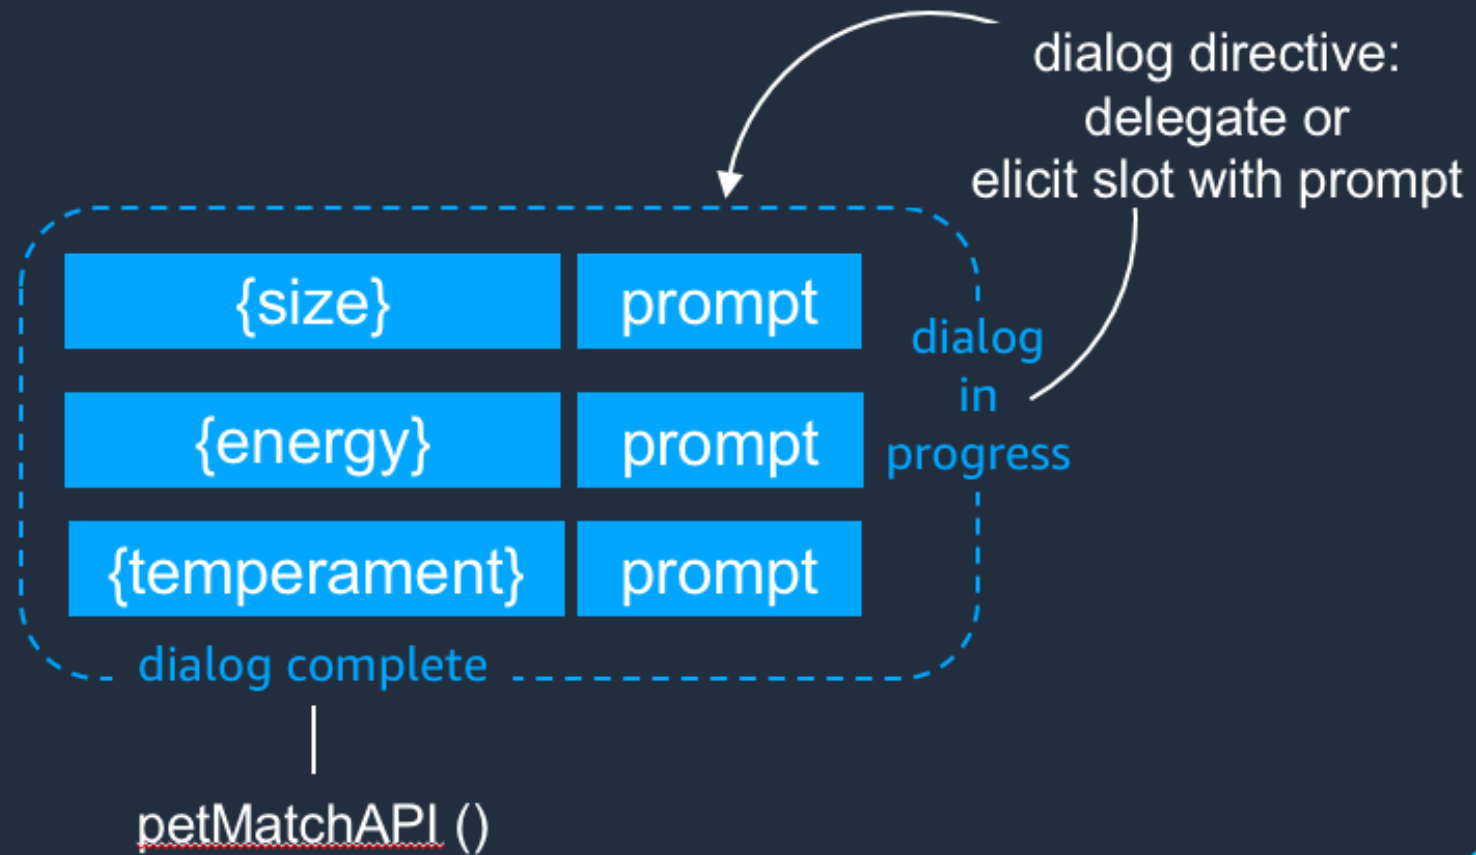 dialog directive:
delegate or
elicit slot with prompt
{size} prompt
dialog
in
progress
{energy} prompt
{temperament} prompt
dialog complete
petMatchAPI ()